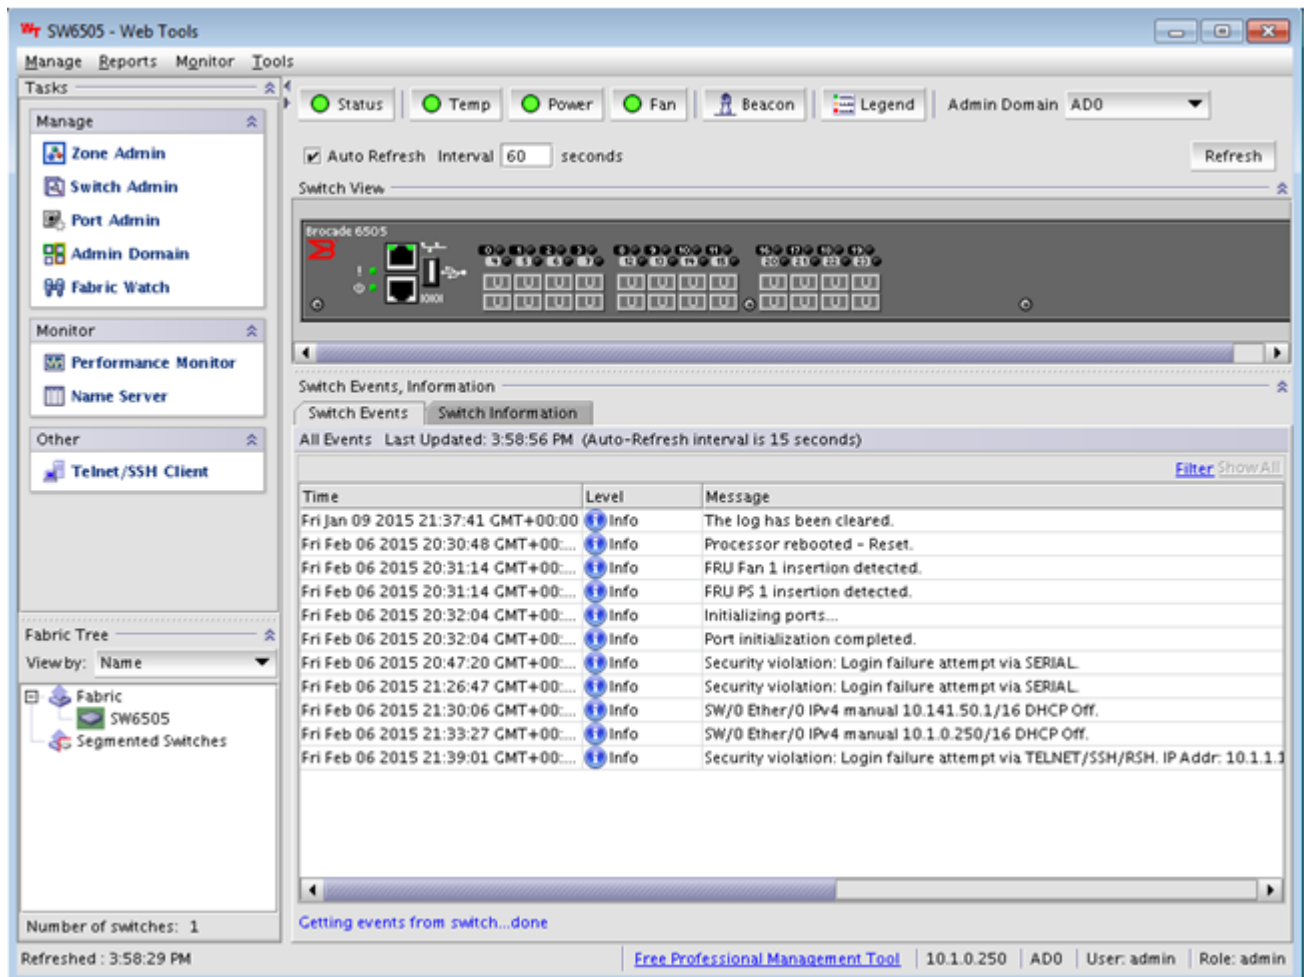 SW6505 - Web Tools
Manage Reports Monitor Tools
Tasks
Manage
Zone Admin
Switch Admin
Port Admin
Admin Domain
Fabric Watch
Monitor
Performance Monitor
Name Server
Other
Telnet/SSH Client
Fabric Tree
View by: Name
Fabric
SW6505
Segmented Switches
Number of switches: 1
Status Temp Power Fan Beacon Legend Admin Domain AD0
Auto Refresh Interval 60 seconds Refresh
Switch View
Brocade 6505
Switch Events, Information
Switch Events Switch Information
All Events Last Updated: 3:58:56 PM (Auto-Refresh interval is 15 seconds)
Filter Show All
Time Level Message
Fri Jan 09 2015 21:37:41 GMT+00:00 Info The log has been cleared.
Fri Feb 06 2015 20:30:48 GMT+00:... Info Processor rebooted - Reset.
Fri Feb 06 2015 20:31:14 GMT+00:... Info FRU Fan 1 insertion detected.
Fri Feb 06 2015 20:31:14 GMT+00:... Info FRU PS 1 insertion detected.
Fri Feb 06 2015 20:32:04 GMT+00:... Info Initializing ports...
Fri Feb 06 2015 20:32:04 GMT+00:... Info Port initialization completed.
Fri Feb 06 2015 20:47:20 GMT+00:... Info Security violation: Login failure attempt via SERIAL.
Fri Feb 06 2015 21:26:47 GMT+00:... Info Security violation: Login failure attempt via SERIAL.
Fri Feb 06 2015 21:30:06 GMT+00:... Info SW/0 Ether/0 IPv4 manual 10.141.50.1/16 DHCP Off.
Fri Feb 06 2015 21:33:27 GMT+00:... Info SW/0 Ether/0 IPv4 manual 10.1.0.250/16 DHCP Off.
Fri Feb 06 2015 21:39:01 GMT+00:... Info Security violation: Login failure attempt via TELNET/SSH/RSH. IP Addr: 10.1.1.1
Getting events from switch...done
Refreshed : 3:58:29 PM Free Professional Management Tool 10.1.0.250 AD0 User: admin Role: admin